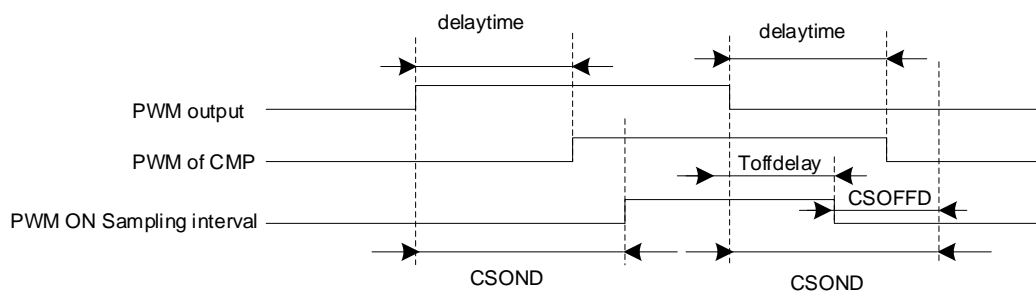 delaytime
delaytime
PWM output
PWM of CMP
Toffdelay
CSOFFD
PWM ON Sampling interval
CSOND
CSOND